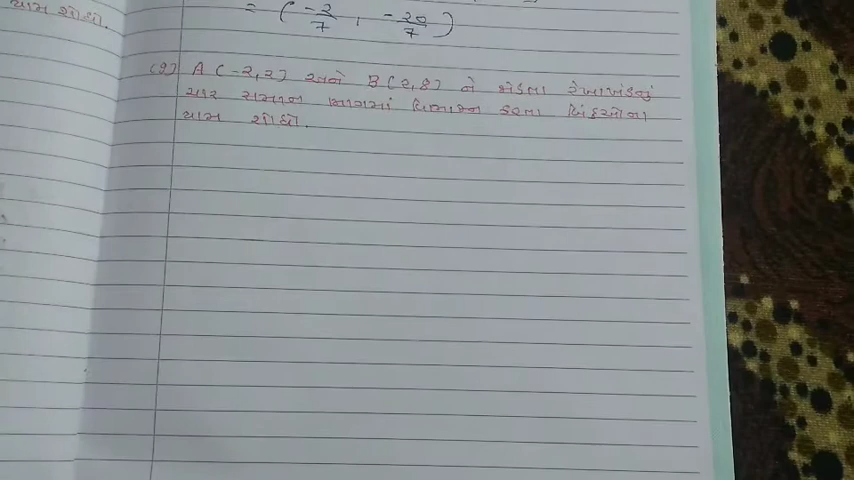 યામ શોધો.
= ( -2/7 , -20/7 )
(9) A (-2,2) અને B (2,8) ને જોડતા રેખાખંડનું
ચાર સમાન ભાગમાં વિભાજન કરતા બિંદુઓના
યામ શોધો.